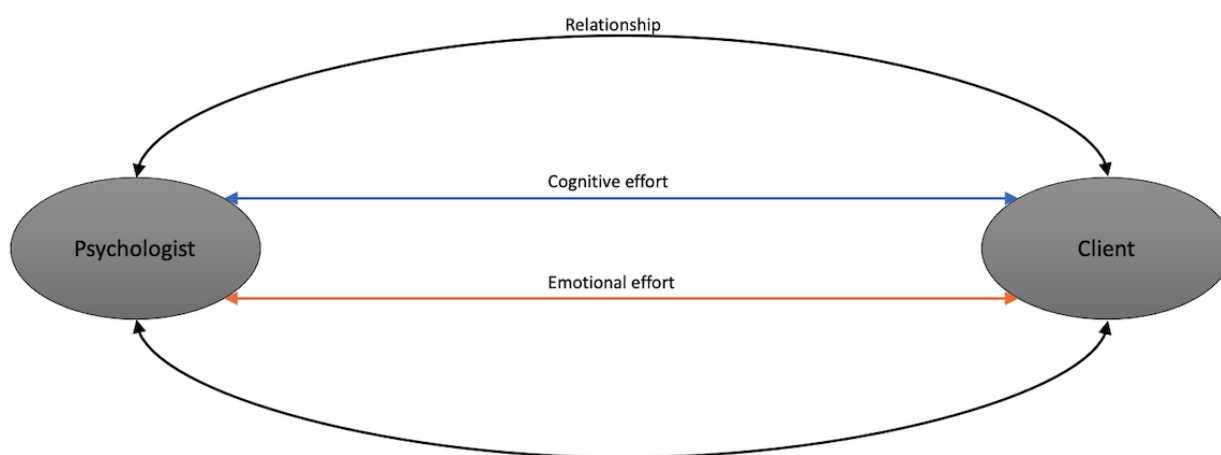 Relationship
Cognitive effort
Psychologist
Client
Emotional effort